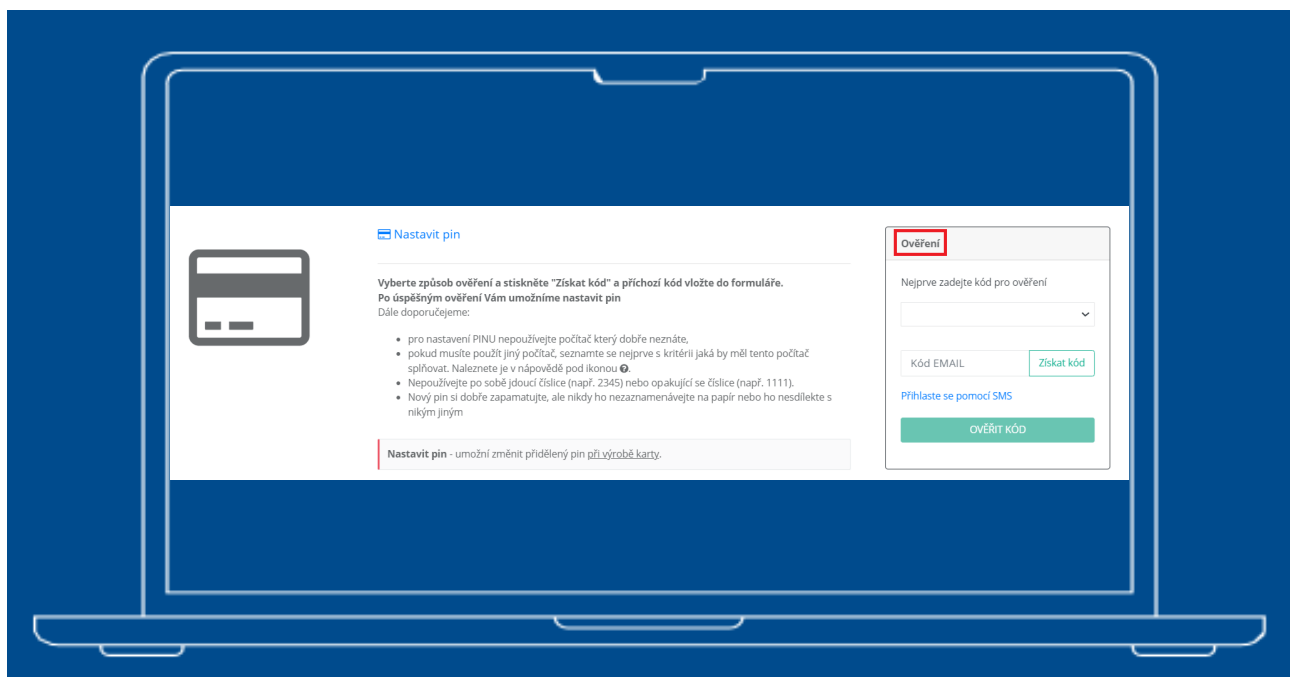 Nastavit pin
Vyberte způsob ověření a stiskněte "Získat kód" a příchozí kód vložte do formuláře.
Po úspěšným ověření Vám umožníme nastavit pin
Dále doporučejeme:
pro nastavení PINU nepoužívejte počítač který dobře neznáte,
pokud musíte použít jiný počítač, seznamte se nejprve s kritérii jaká by měl tento počítač
splňovat. Naleznete je v nápovědě pod ikonou ?.
Nepoužívejte po sobě jdoucí číslice (např. 2345) nebo opakující se číslice (např. 1111).
Nový pin si dobře zapamatujte, ale nikdy ho nezaznamenávejte na papír nebo ho nesdílekte s
nikým jiným
Nastavit pin - umožní změnit přidělený pin při výrobě karty.
Ověření
Nejprve zadejte kód pro ověření
Kód EMAIL Získat kód
Přihlaste se pomocí SMS
OVĚŘIT KÓD